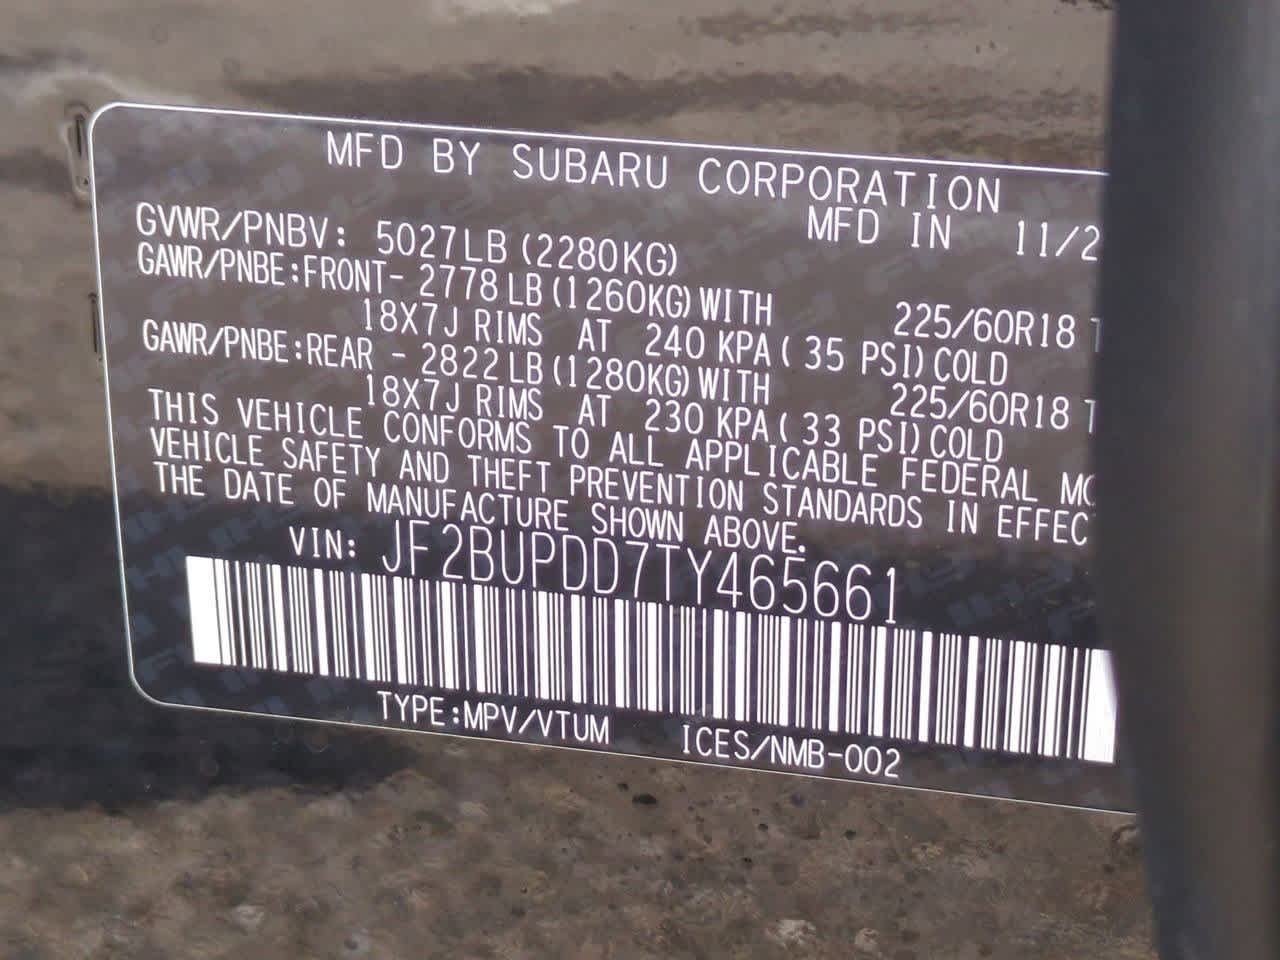 MFD BY SUBARU CORPORATION
MFD IN 11/2
GVWR/PNBV: 5027LB (2280KG)
GAWR/PNBE:FRONT- 2778 LB (1260KG) WITH 225/60R18 T
18X7J RIMS AT 240 KPA ( 35 PSI) COLD
GAWR/PNBE:REAR - 2822 LB (1280KG) WITH 225/60R18 T
18X7J RIMS AT 230 KPA ( 33 PSI) COLD
THIS VEHICLE CONFORMS TO ALL APPLICABLE FEDERAL MO
VEHICLE SAFETY AND THEFT PREVENTION STANDARDS IN EFFEC
THE DATE OF MANUFACTURE SHOWN ABOVE.
VIN: JF2BUPDD7TY465661
TYPE:MPV/VTUM ICES/NMB-002